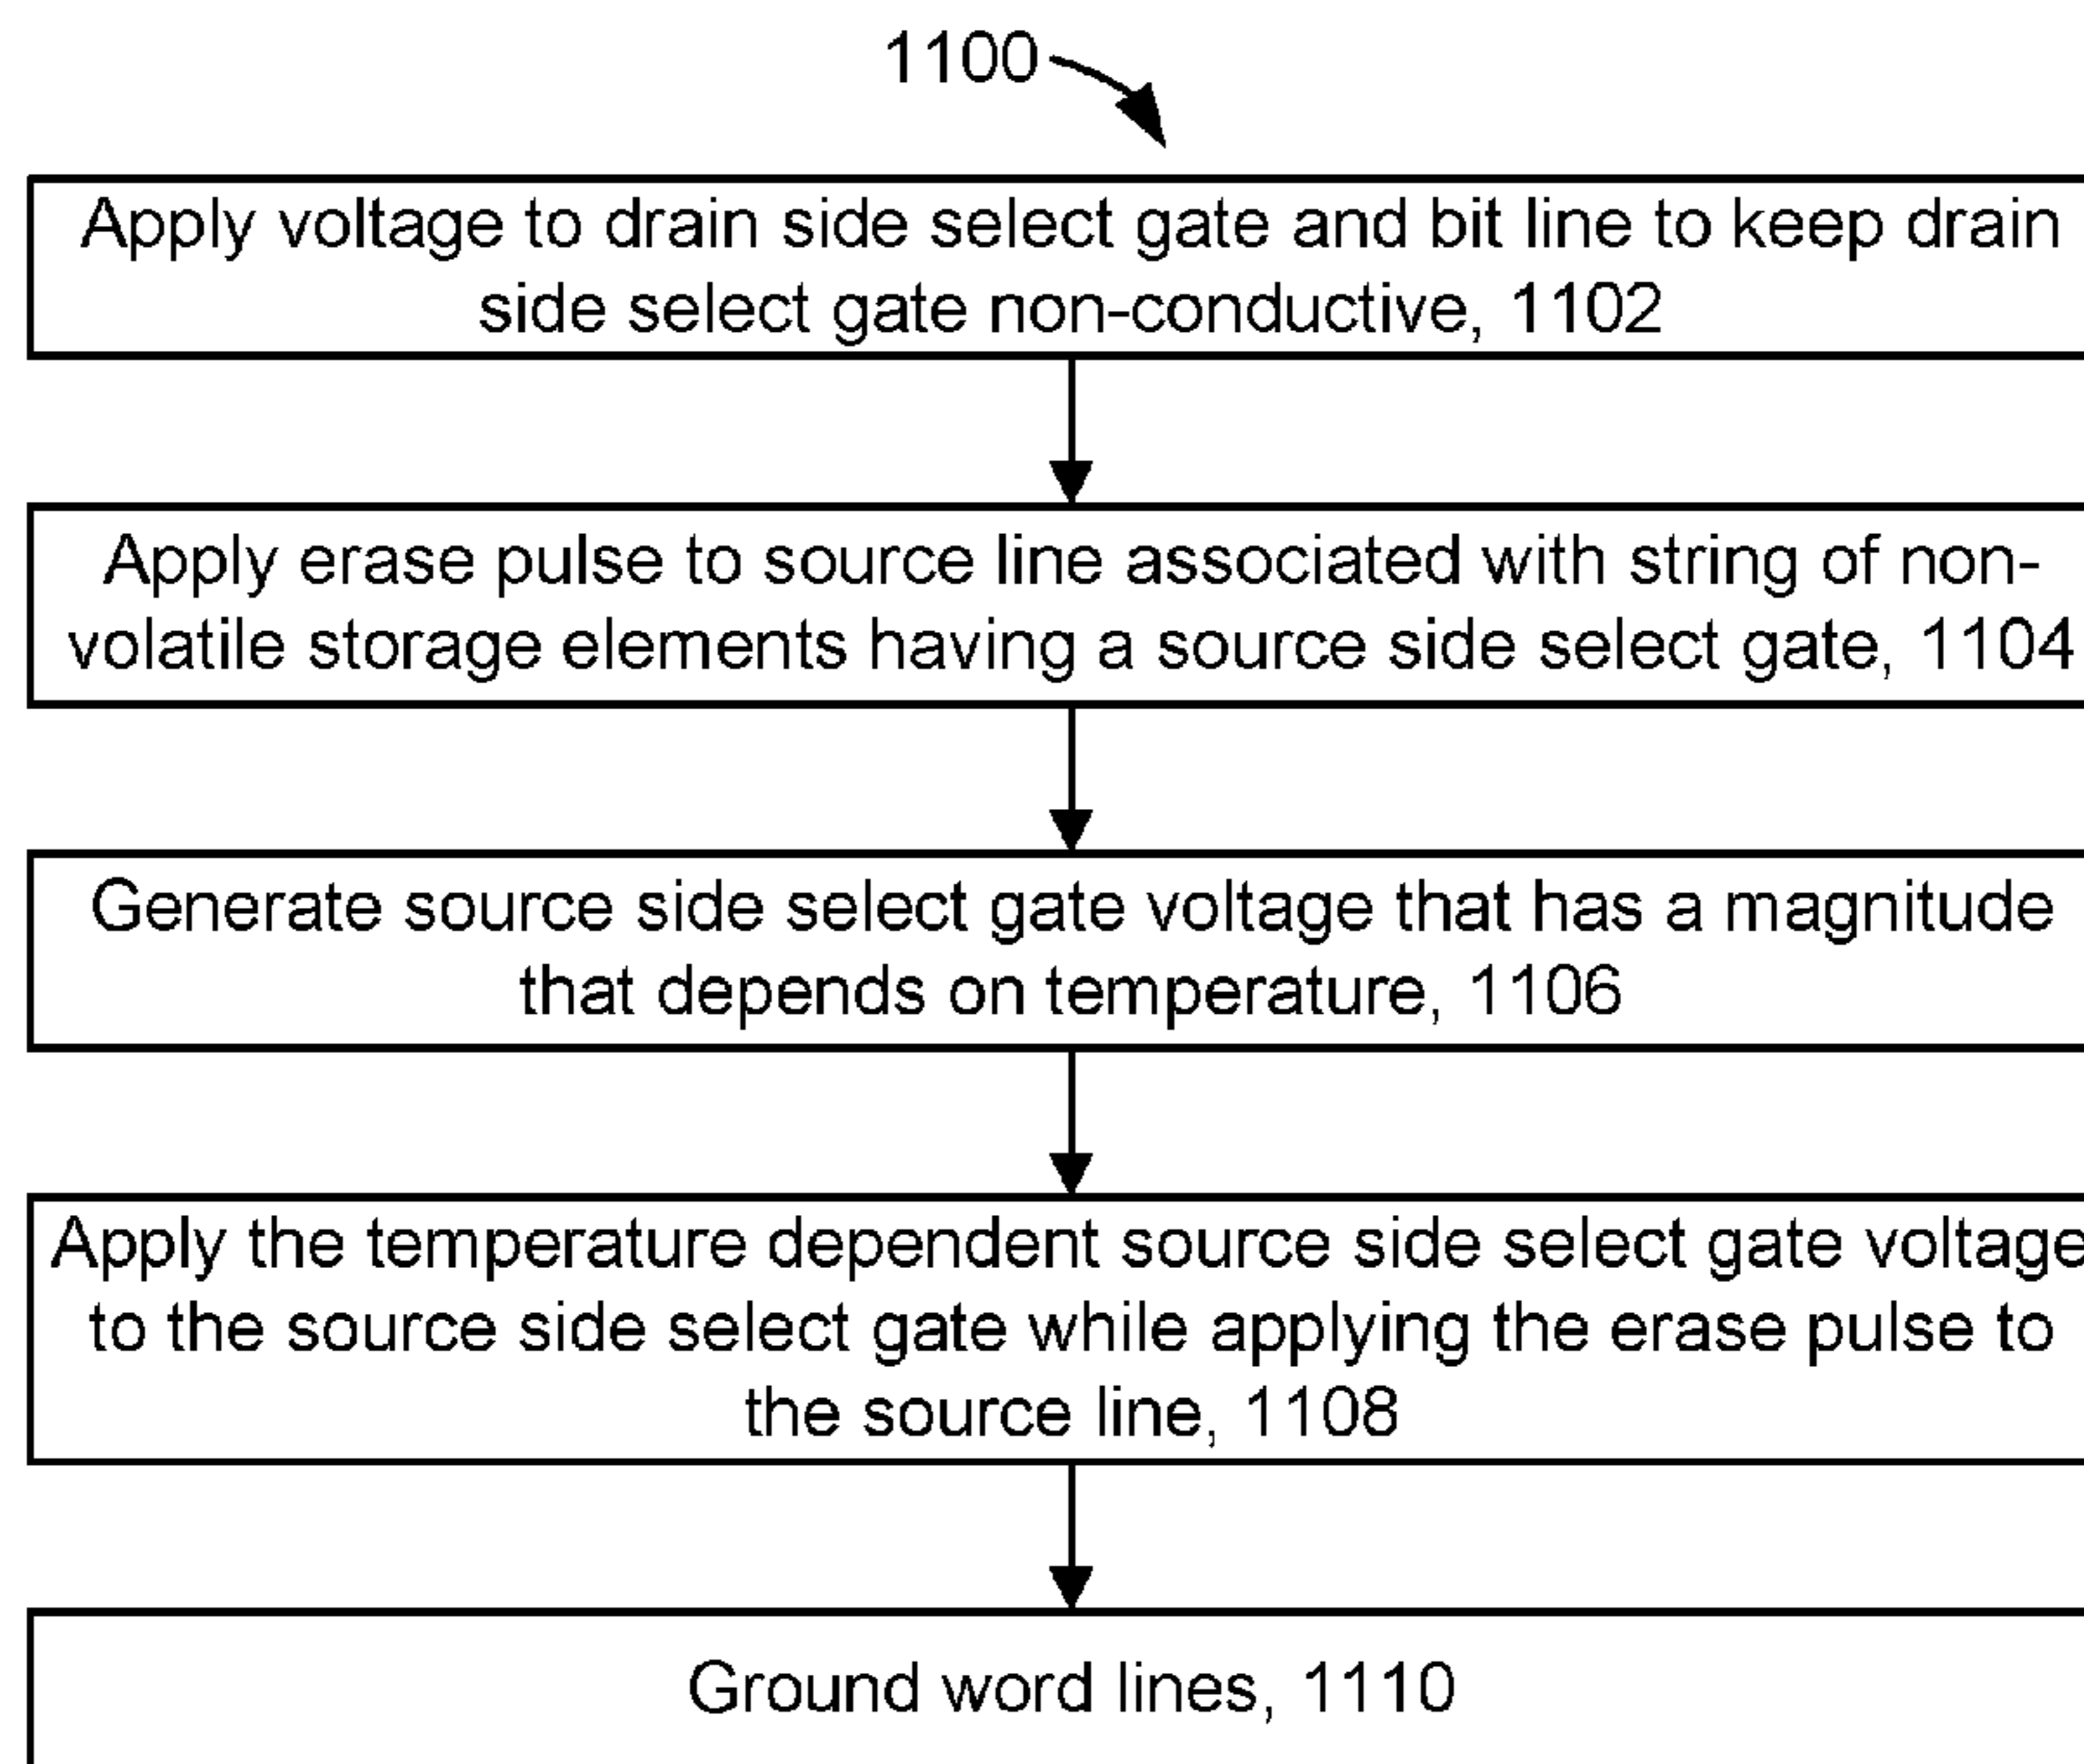 1100
Apply voltage to drain side select gate and bit line to keep drain
side select gate non-conductive, 1102
Apply erase pulse to source line associated with string of non-
volatile storage elements having a source side select gate, 1104
Generate source side select gate voltage that has a magnitude
that depends on temperature, 1106
Apply the temperature dependent source side select gate voltage
to the source side select gate while applying the erase pulse to
the source line, 1108
Ground word lines, 1110